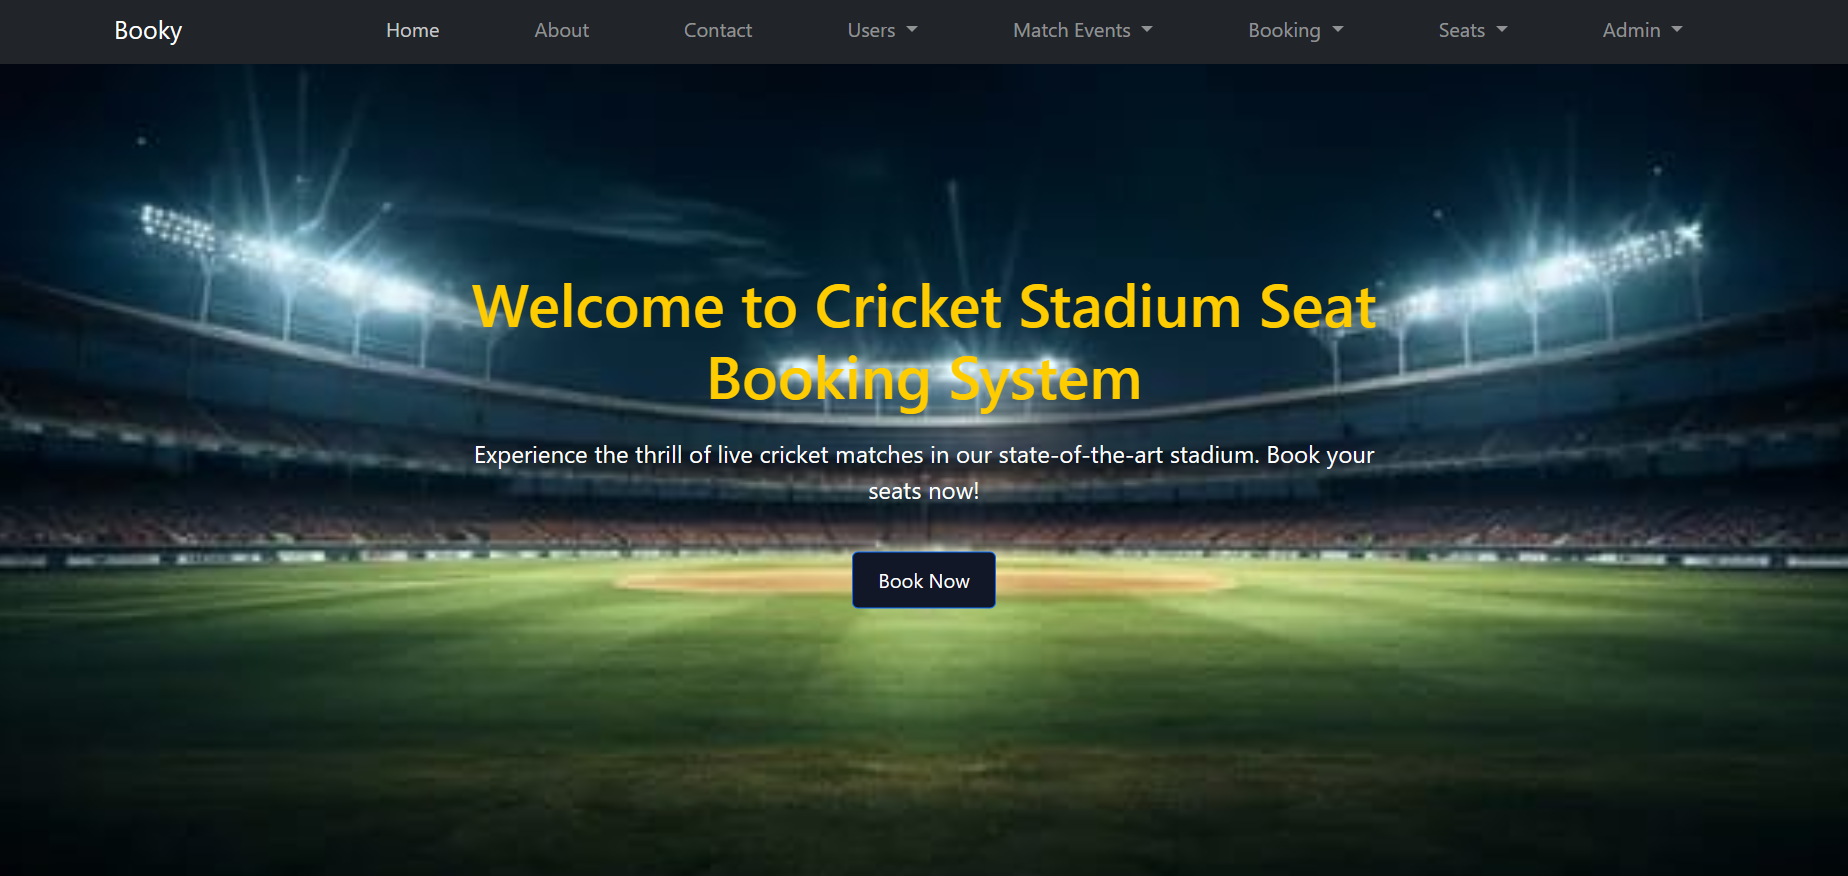 Booky Home About Contact Users Match Events Booking Seats Admin
Welcome to Cricket Stadium Seat
Booking System
Experience the thrill of live cricket matches in our state-of-the-art stadium. Book your
seats now!
Book Now